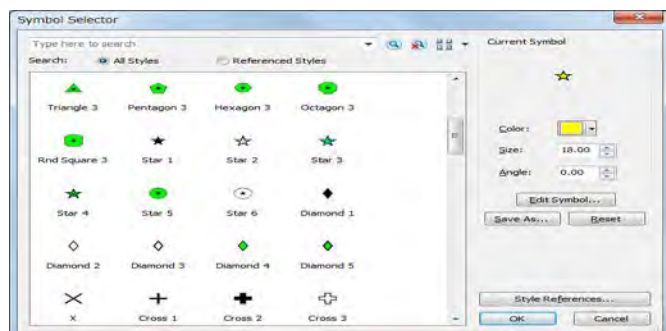 Symbol Selector
Type here to search
Search: All Styles Referenced Styles
Triangle 3 Pentagon 3 Hexagon 3 Octagon 3
Rnd Square 3 Star 1 Star 2 Star 3
Star 4 Star 5 Star 6 Diamond 1
Diamond 2 Diamond 3 Diamond 4 Diamond 5
X Cross 1 Cross 2 Cross 3
Current Symbol
Color:
Size: 18.00
Angle: 0.00
Edit Symbol...
Save As... Reset
Style References...
OK Cancel